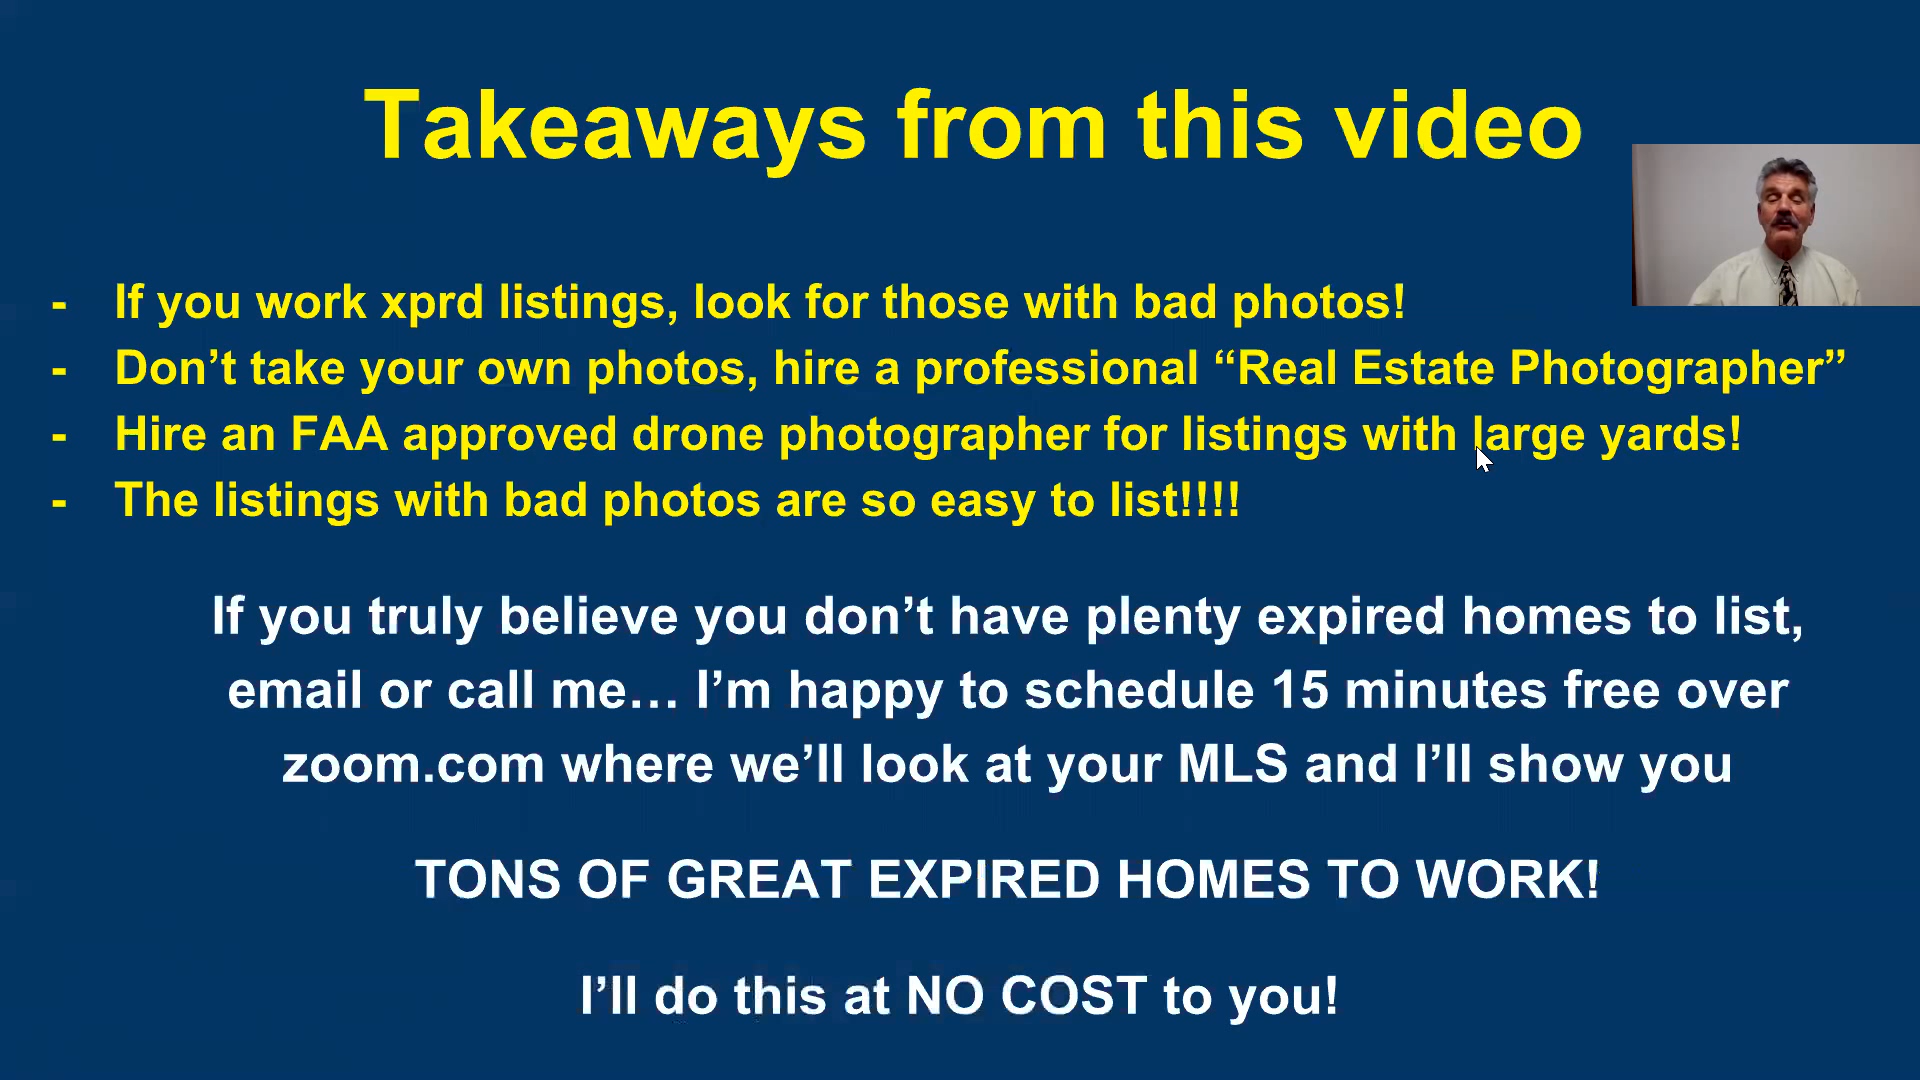 Takeaways from this video
- If you work xprd listings, look for those with bad photos!
- Don’t take your own photos, hire a professional “Real Estate Photographer”
- Hire an FAA approved drone photographer for listings with large yards!
- The listings with bad photos are so easy to list!!!!
If you truly believe you don’t have plenty expired homes to list,
email or call me… I’m happy to schedule 15 minutes free over
zoom.com where we’ll look at your MLS and I’ll show you
TONS OF GREAT EXPIRED HOMES TO WORK!
I’ll do this at NO COST to you!